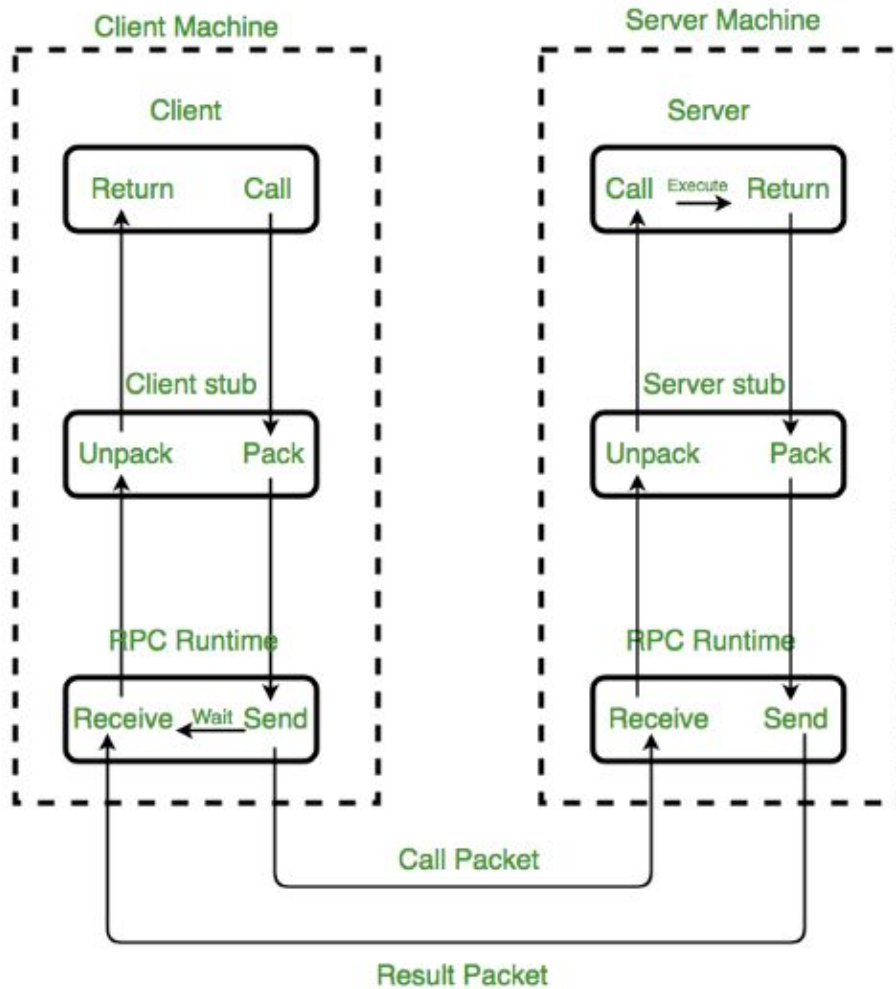 Client Machine
Server Machine
Client
Server
Return Call
Call Execute Return
Client stub
Server stub
Unpack Pack
Unpack Pack
RPC Runtime
RPC Runtime
Receive Wait Send
Receive Send
Call Packet
Result Packet